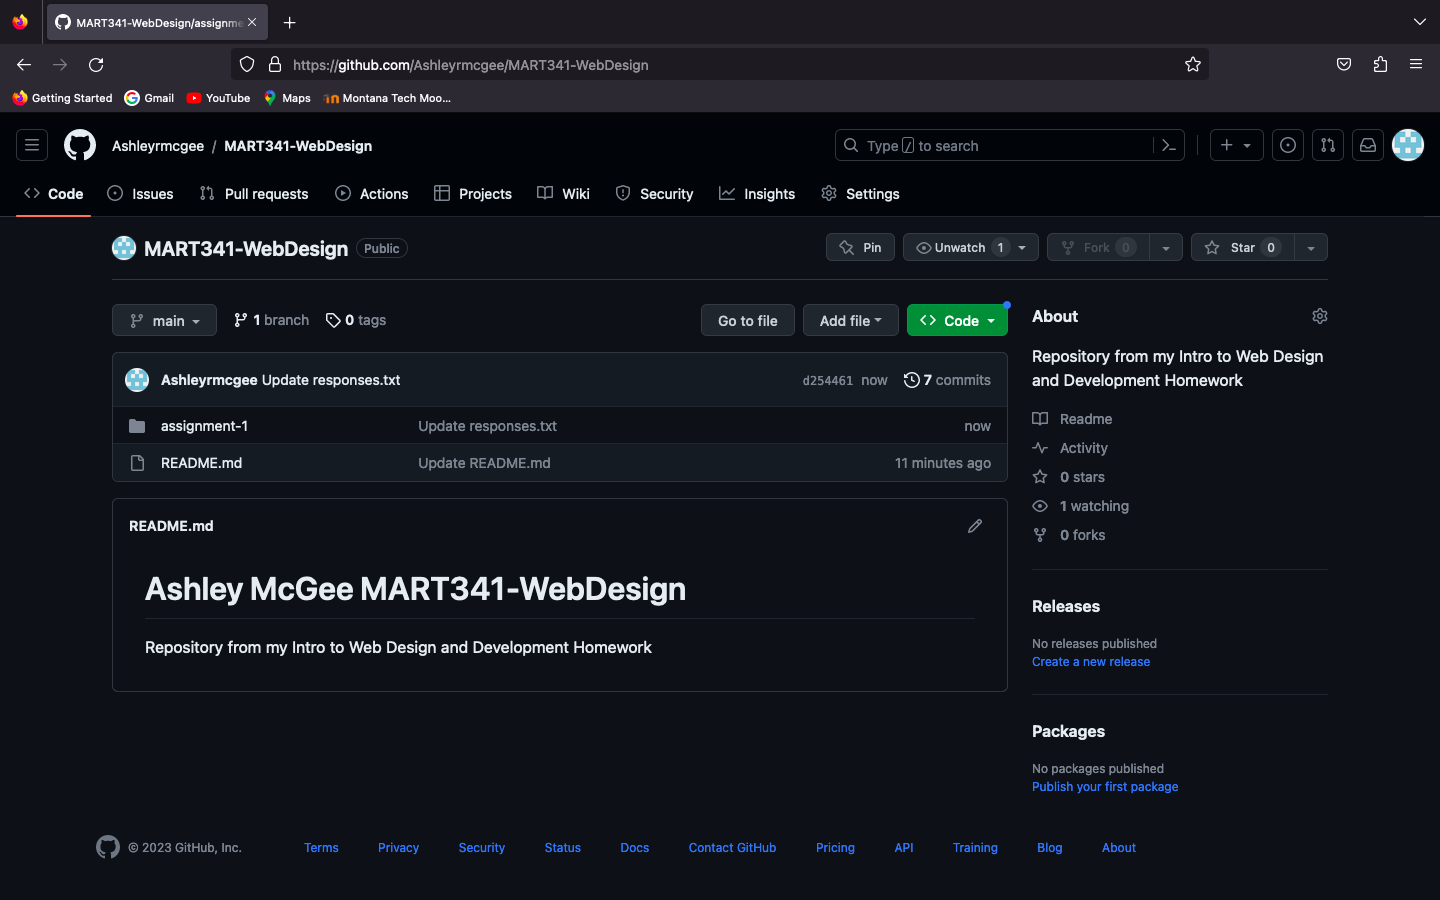 MART341-WebDesign/assignme
https://github.com/Ashleyrmcgee/MART341-WebDesign
Getting Started Gmail YouTube Maps Montana Tech Moo...
Ashleyrmcgee / MART341-WebDesign Type / to search
Code Issues Pull requests Actions Projects Wiki Security Insights Settings
MART341-WebDesign Public Pin Unwatch 1 Fork 0 Star 0
main 1 branch 0 tags Go to file Add file Code
Ashleyrmcgee Update responses.txt d254461 now 7 commits
assignment-1 Update responses.txt now
README.md Update README.md 11 minutes ago
README.md
Ashley McGee MART341-WebDesign
Repository from my Intro to Web Design and Development Homework
About
Repository from my Intro to Web Design
and Development Homework
Readme
Activity
0 stars
1 watching
0 forks
Releases
No releases published
Create a new release
Packages
No packages published
Publish your first package
© 2023 GitHub, Inc. Terms Privacy Security Status Docs Contact GitHub Pricing API Training Blog About